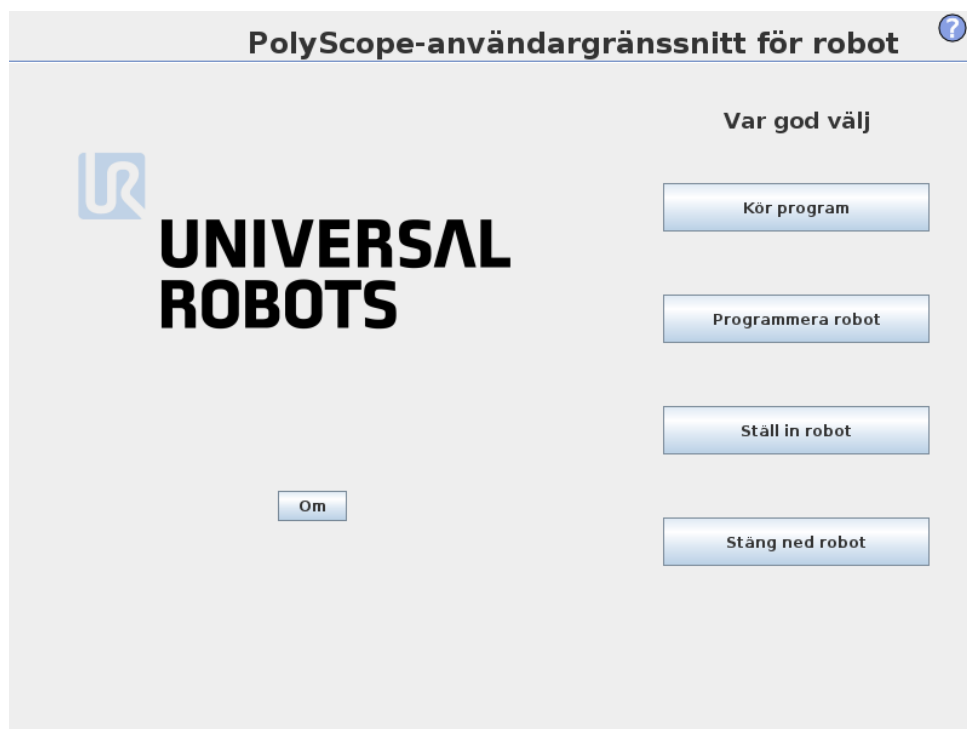 PolyScope-användargränssnitt för robot
?
Var god välj
UR
UNIVERSAL
ROBOTS
Kör program
Programmera robot
Ställ in robot
Om
Stäng ned robot